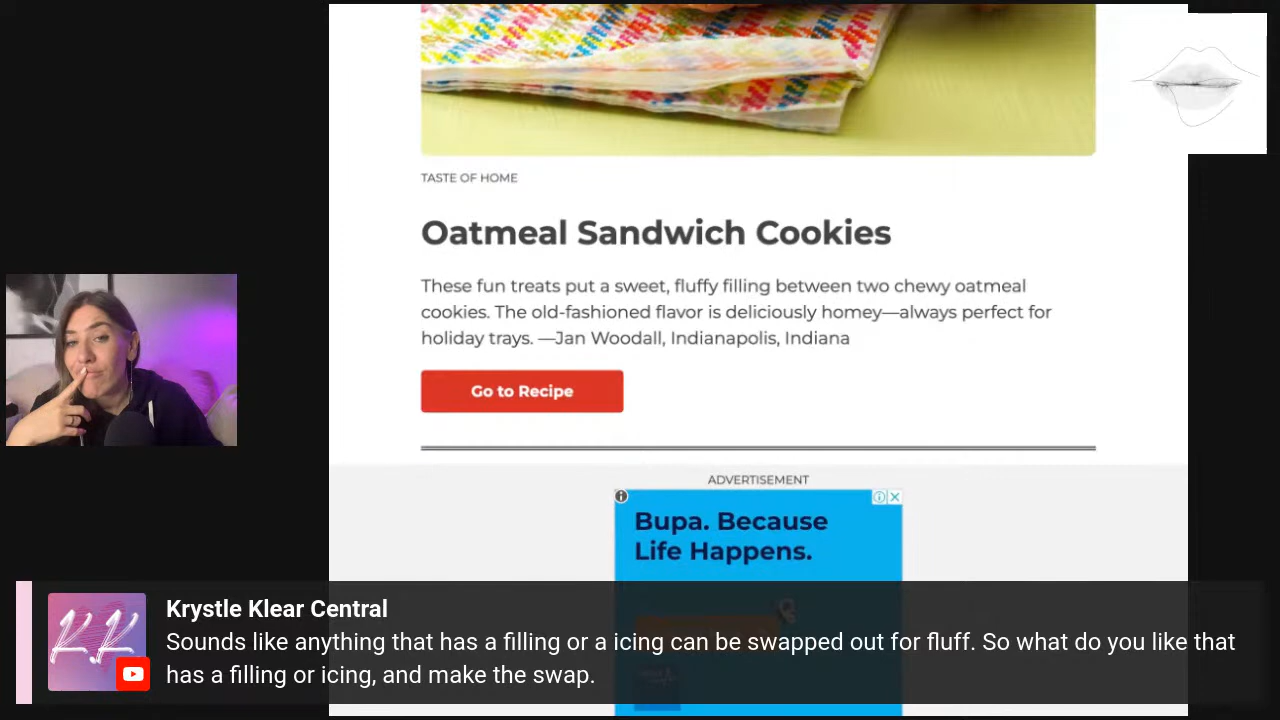 TASTE OF HOME
Oatmeal Sandwich Cookies
These fun treats put a sweet, fluffy filling between two chewy oatmeal
cookies. The old-fashioned flavor is deliciously homey—always perfect for
holiday trays. —Jan Woodall, Indianapolis, Indiana
Go to Recipe
ADVERTISEMENT
Bupa. Because
Life Happens.
K.K
Krystle Klear Central
Sounds like anything that has a filling or a icing can be swapped out for fluff. So what do you like that
has a filling or icing, and make the swap.